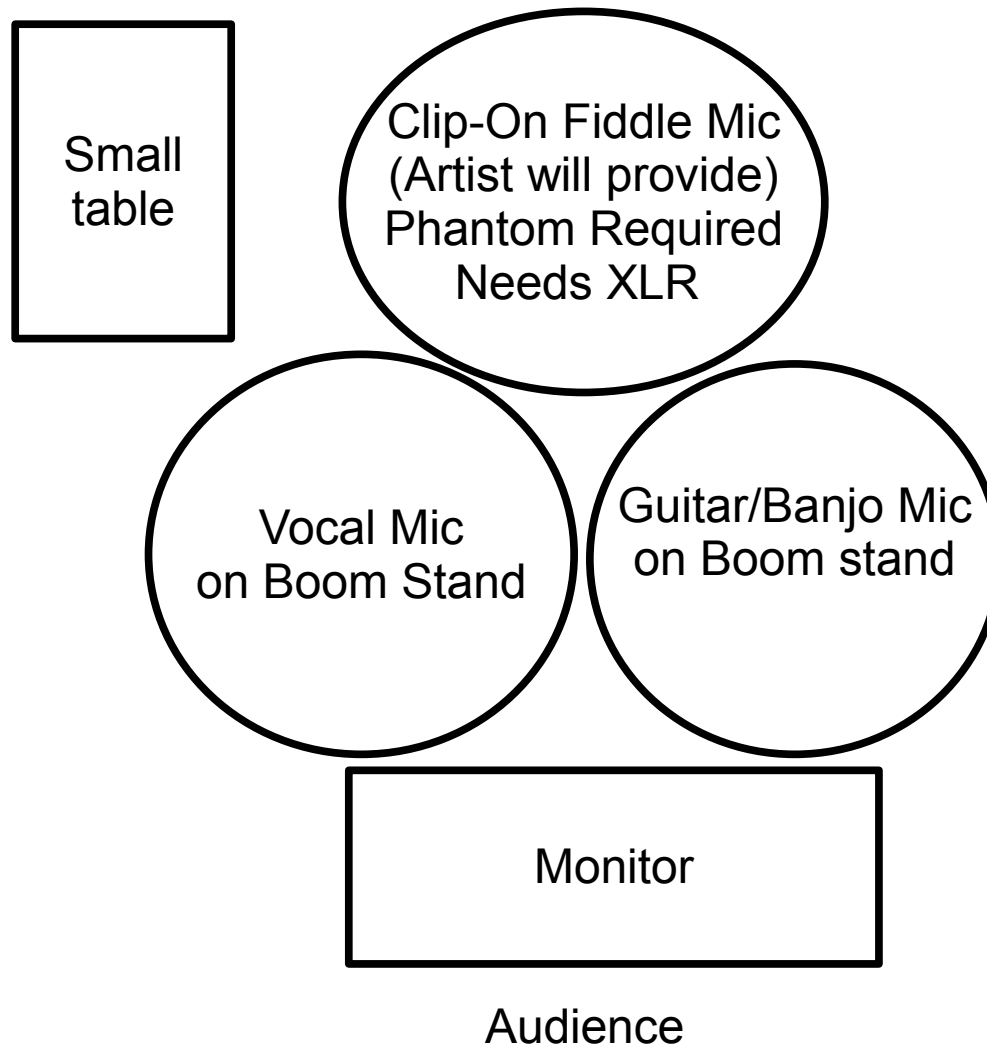 Small
table
Clip-On Fiddle Mic
(Artist will provide)
Phantom Required
Needs XLR
Vocal Mic
on Boom Stand
Guitar/Banjo Mic
on Boom stand
Monitor
Audience